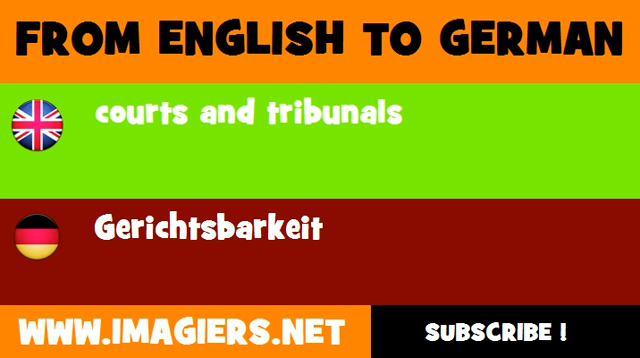 FROM ENGLISH TO GERMAN
courts and tribunals
Gerichtsbarkeit
WWW.IMAGIERS.NET
SUBSCRIBE !